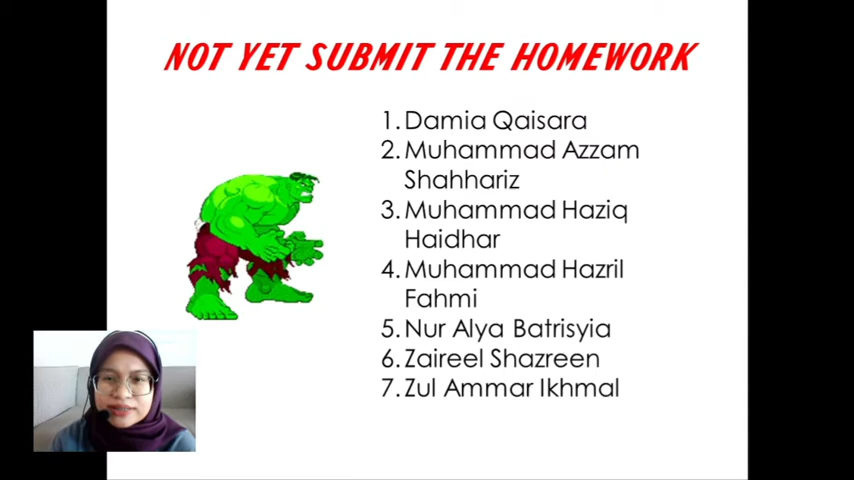 NOT YET SUBMIT THE HOMEWORK
1. Damia Qaisara
2. Muhammad Azzam
Shahhariz
3. Muhammad Haziq
Haidhar
4. Muhammad Hazril
Fahmi
5. Nur Alya Batrisyia
6. Zaireel Shazreen
7. Zul Ammar Ikhmal